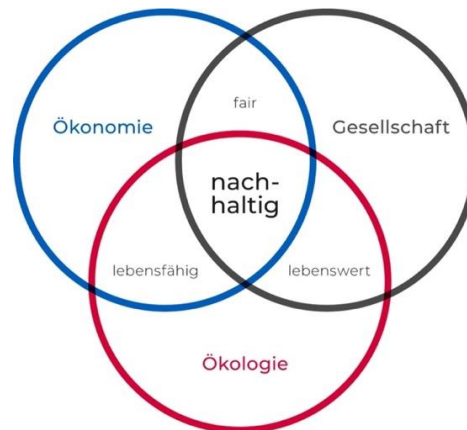 fair
Ökonomie
Gesellschaft
nach-
haltig
lebensfähig
lebenswert
Ökologie